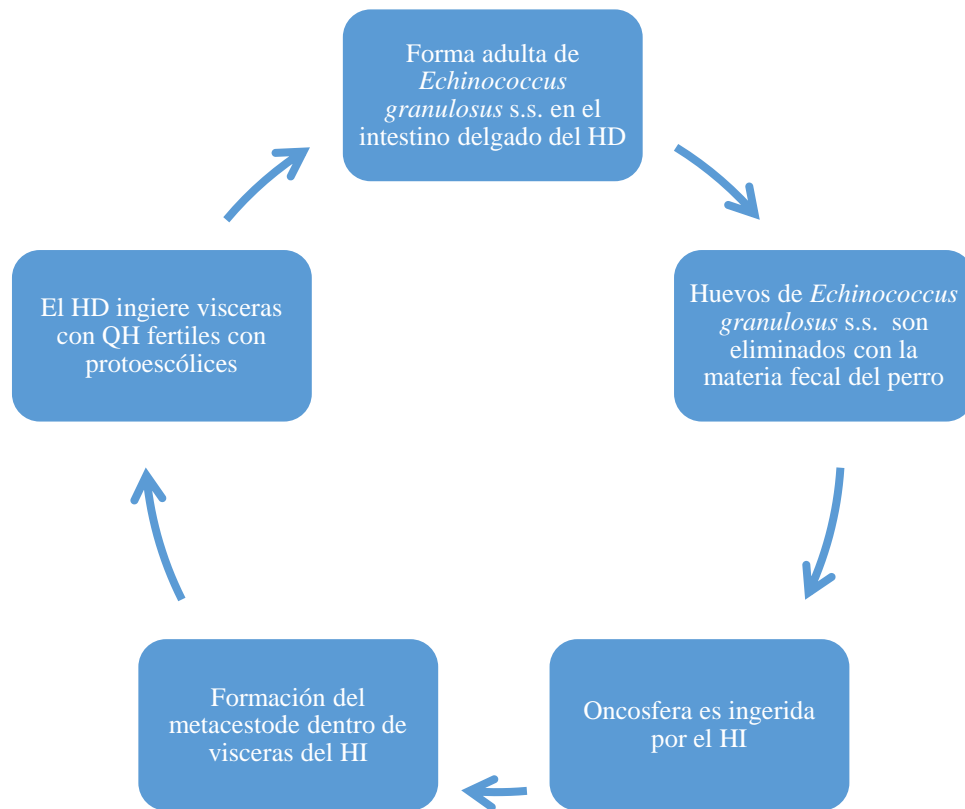 Forma adulta de
Echinococcus
granulosus s.s. en el
intestino delgado del HD
Huevos de Echinococcus
granulosus s.s. son
eliminados con la
materia fecal del perro
Oncosfera es ingerida
por el HI
Formación del
metacestode dentro de
visceras del HI
El HD ingiere visceras
con QH fertiles con
protoescólices